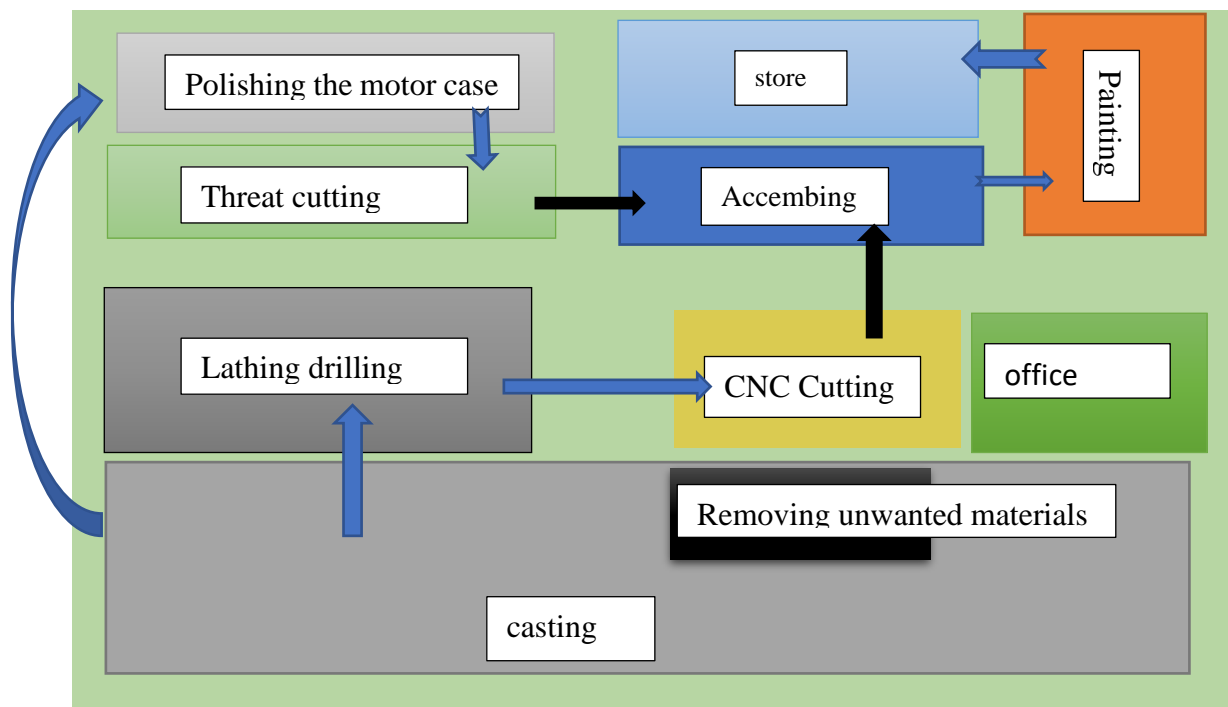 Polishing the motor case
store
Painting
Threat cutting
Accembing
Lathing drilling
CNC Cutting
office
Removing unwanted materials
casting